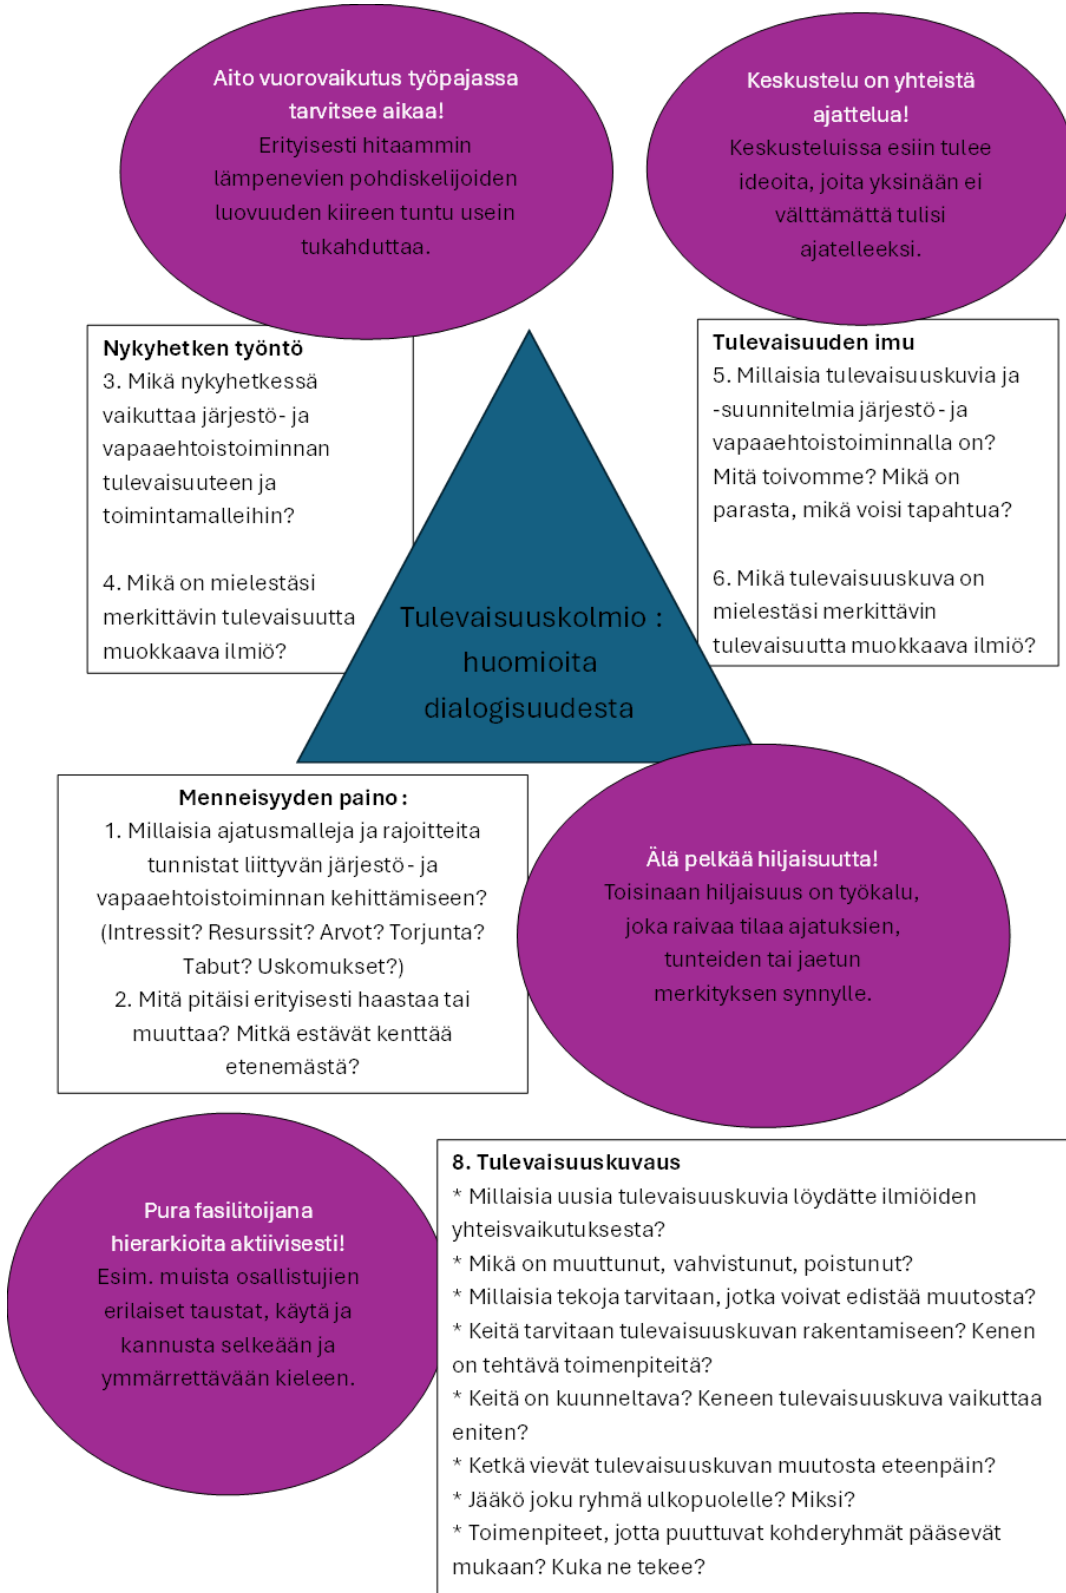 Aito vuorovaikutus työpajassa
tarvitsee aikaa!
Erityisesti hitaammin
lämpenevien pohdiskelijoiden
luovuuden kiireen tuntu usein
tukahduttaa.
Keskustelu on yhteistä
ajattelua!
Keskusteluissa esiin tulee
ideoita, joita yksinään ei
välttämättä tulisi
ajatelleeksi.
Nykyhetken työntö
3. Mikä nykyhetkessä
vaikuttaa järjestö- ja
vapaaehtoistoiminnan
tulevaisuuteen ja
toimintamalleihin?
4. Mikä on mielestäsi
merkittävin tulevaisuutta
muokkaava ilmiö?
Tulevaisuuden imu
5. Millaisia tulevaisuuskuvia ja
-suunnitelmia järjestö- ja
vapaaehtoistoiminnalla on?
Mitä toivomme? Mikä on
parasta, mikä voisi tapahtua?
6. Mikä tulevaisuuskuva on
mielestäsi merkittävin
tulevaisuutta muokkaava ilmiö?
Tulevaisuuskolmio :
huomioita
dialogisuudesta
Menneisyyden paino :
1. Millaisia ajatusmalleja ja rajoitteita
tunnistat liittyvän järjestö- ja
vapaaehtoistoiminnan kehittämiseen?
(Intressit? Resurssit? Arvot? Torjunta?
Tabut? Uskomukset?)
2. Mitä pitäisi erityisesti haastaa tai
muuttaa? Mitkä estävät kenttää
etenemästä?
Älä pelkää hiljaisuutta!
Toisinaan hiljaisuus on työkalu,
joka raivaa tilaa ajatuksien,
tunteiden tai jaetun
merkityksen synnylle.
Pura fasilitoijana
hierarkioita aktiivisesti!
Esim. muista osallistujien
erilaiset taustat, käytä ja
kannusta selkeään ja
ymmärrettävään kieleen.
8. Tulevaisuuskuvaus
* Millaisia uusia tulevaisuuskuvia löydätte ilmiöiden
yhteisvaikutuksesta?
* Mikä on muuttunut, vahvistunut, poistunut?
* Millaisia tekoja tarvitaan, jotka voivat edistää muutosta?
* Keitä tarvitaan tulevaisuuskuvan rakentamiseen? Kenen
on tehtävä toimenpiteitä?
* Keitä on kuunneltava? Keneen tulevaisuuskuva vaikuttaa
eniten?
* Ketkä vievät tulevaisuuskuvan muutosta eteenpäin?
* Jääkö joku ryhmä ulkopuolelle? Miksi?
* Toimenpiteet, jotta puuttuvat kohderyhmät pääsevät
mukaan? Kuka ne tekee?